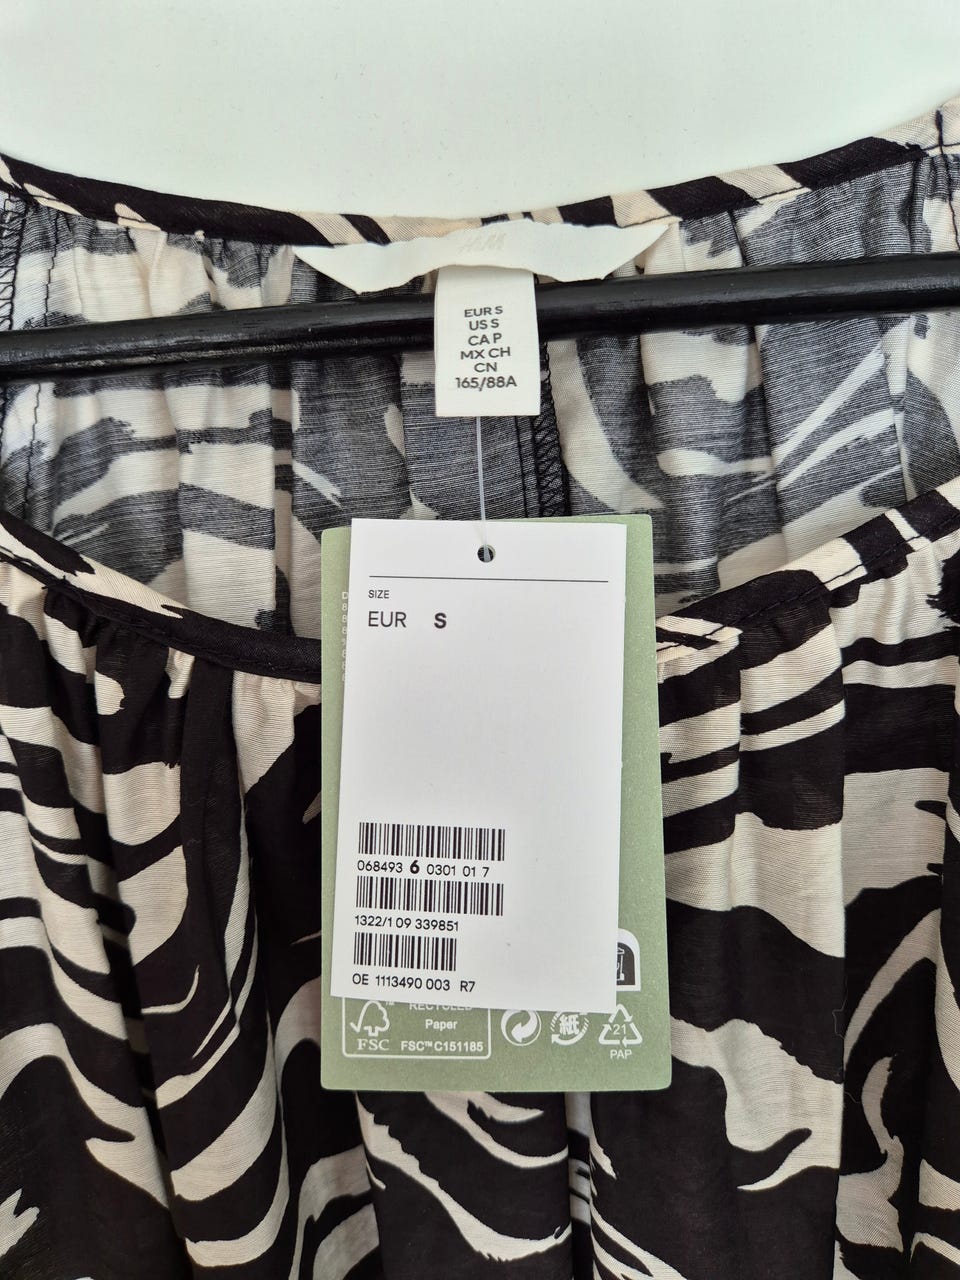 H&M
EUR S
US S
CA P
MX CH
CN
165/88A
SIZE
EUR S
068493 6 0301 01 7
1322/1 09 339851
OE 1113490 003 R7
RECYCLED
Paper
FSC™ C151185
FSC
紙
21
PAP